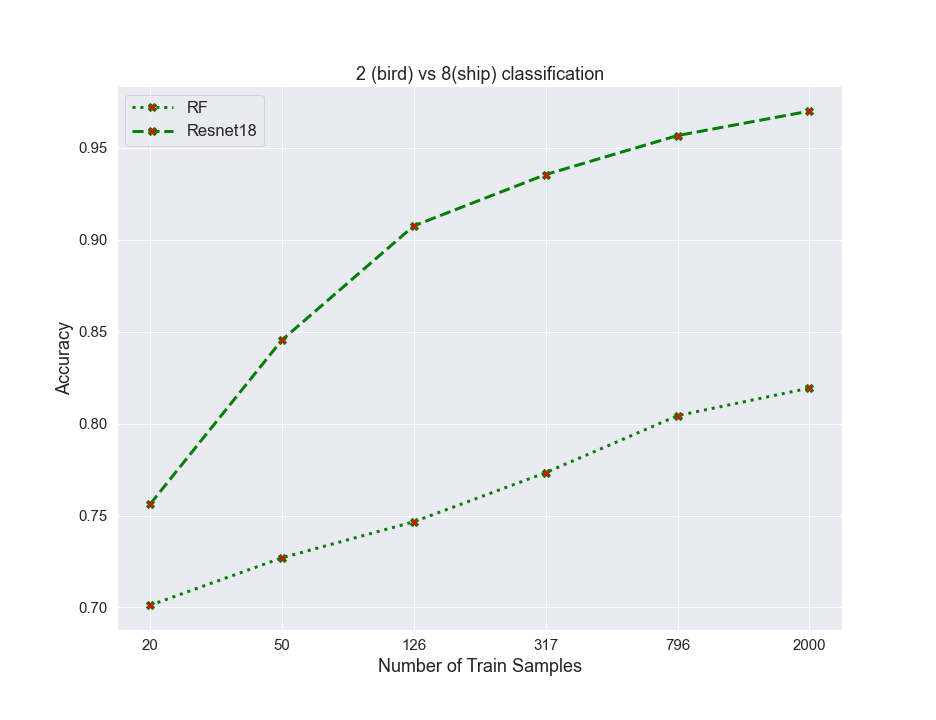 2 (bird) vs 8(ship) classification
RF
Resnet18
0.95
0.90
0.85
0.80
0.75
0.70
Accuracy
20 50 126 317 796 2000
Number of Train Samples